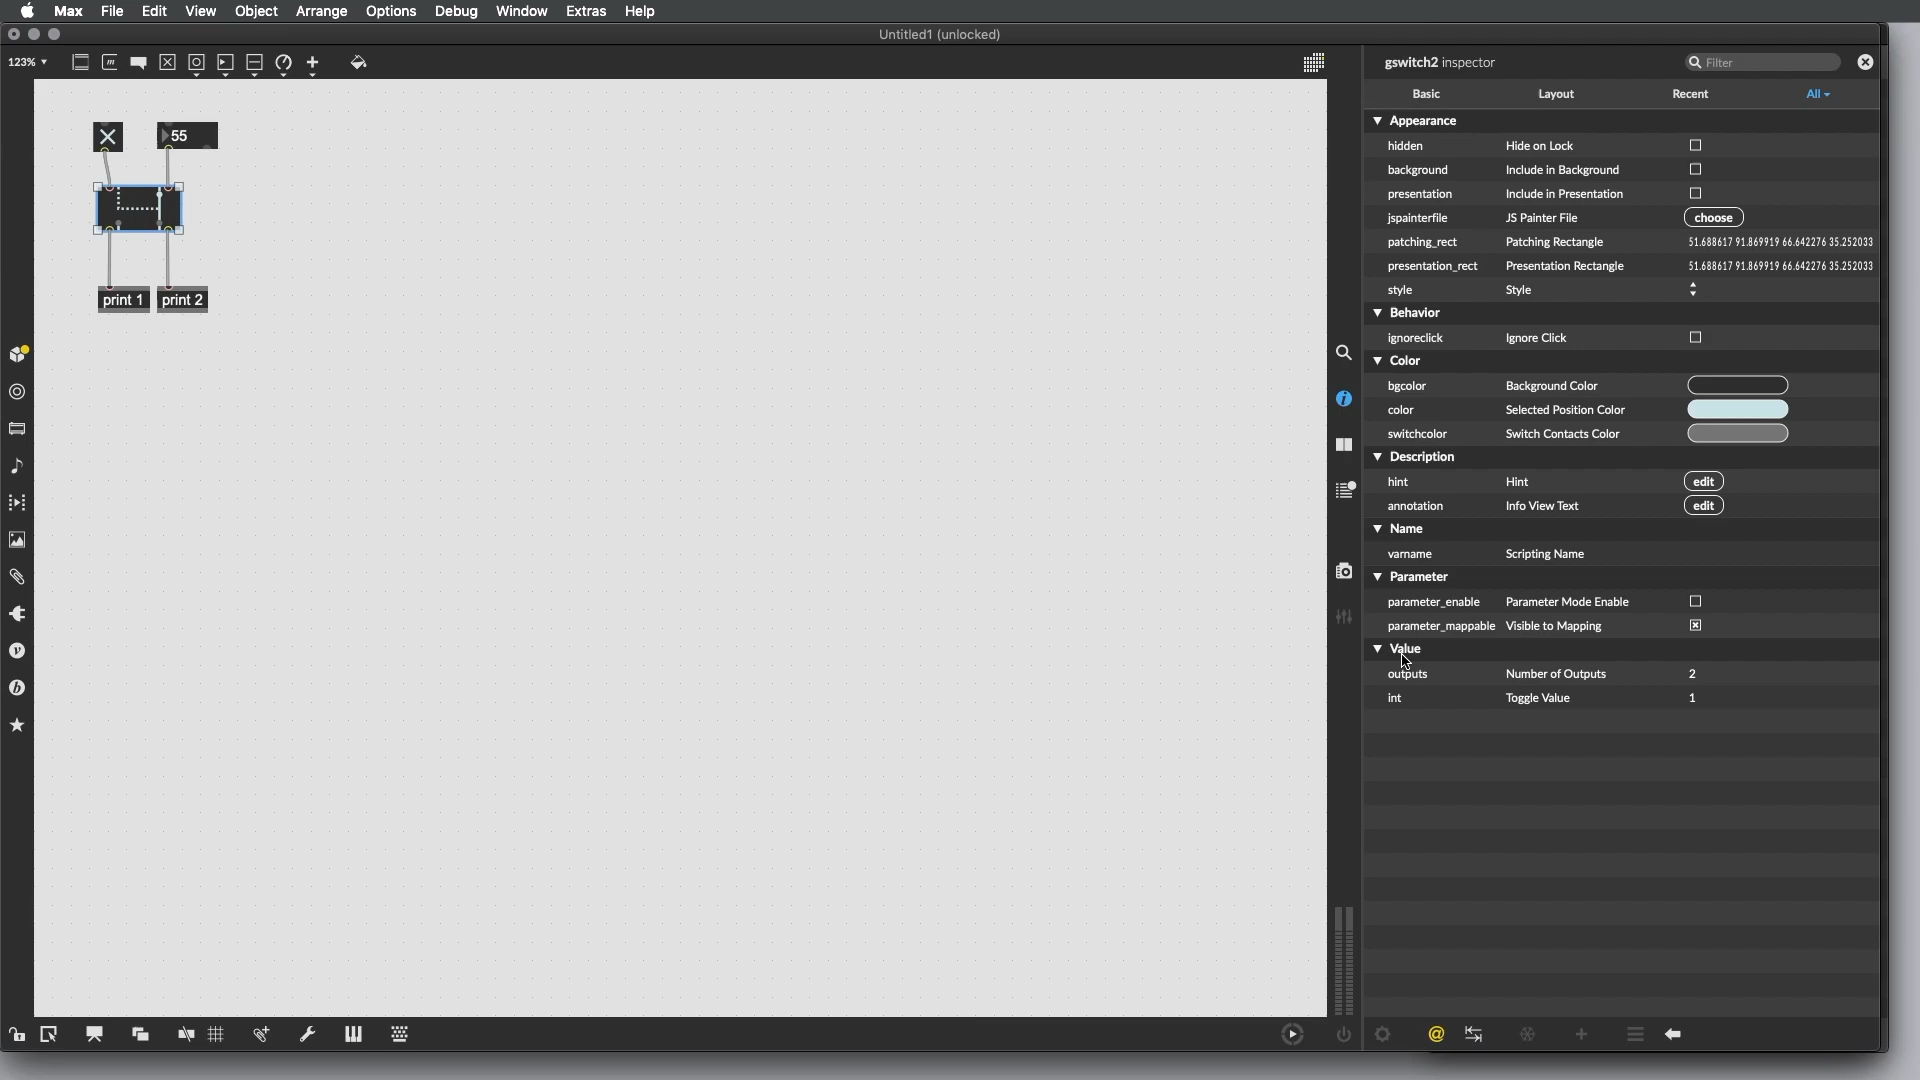 Max File Edit View Object Arrange Options Debug Window Extras Help
Untitled1 (unlocked)
123%
gswitch2 inspector
Filter
Basic Layout Recent All
Appearance
hidden Hide on Lock
background Include in Background
presentation Include in Presentation
jspainterfile JS Painter File choose
patching_rect Patching Rectangle 51.688617 91.869919 66.642276 35.252033
presentation_rect Presentation Rectangle 51.688617 91.869919 66.642276 35.252033
style Style
Behavior
ignoreclick Ignore Click
Color
bgcolor Background Color
color Selected Position Color
switchcolor Switch Contacts Color
Description
hint Hint edit
annotation Info View Text edit
Name
varname Scripting Name
Parameter
parameter_enable Parameter Mode Enable
parameter_mappable Visible to Mapping
Value
outputs Number of Outputs 2
int Toggle Value 1
55
print 1 print 2